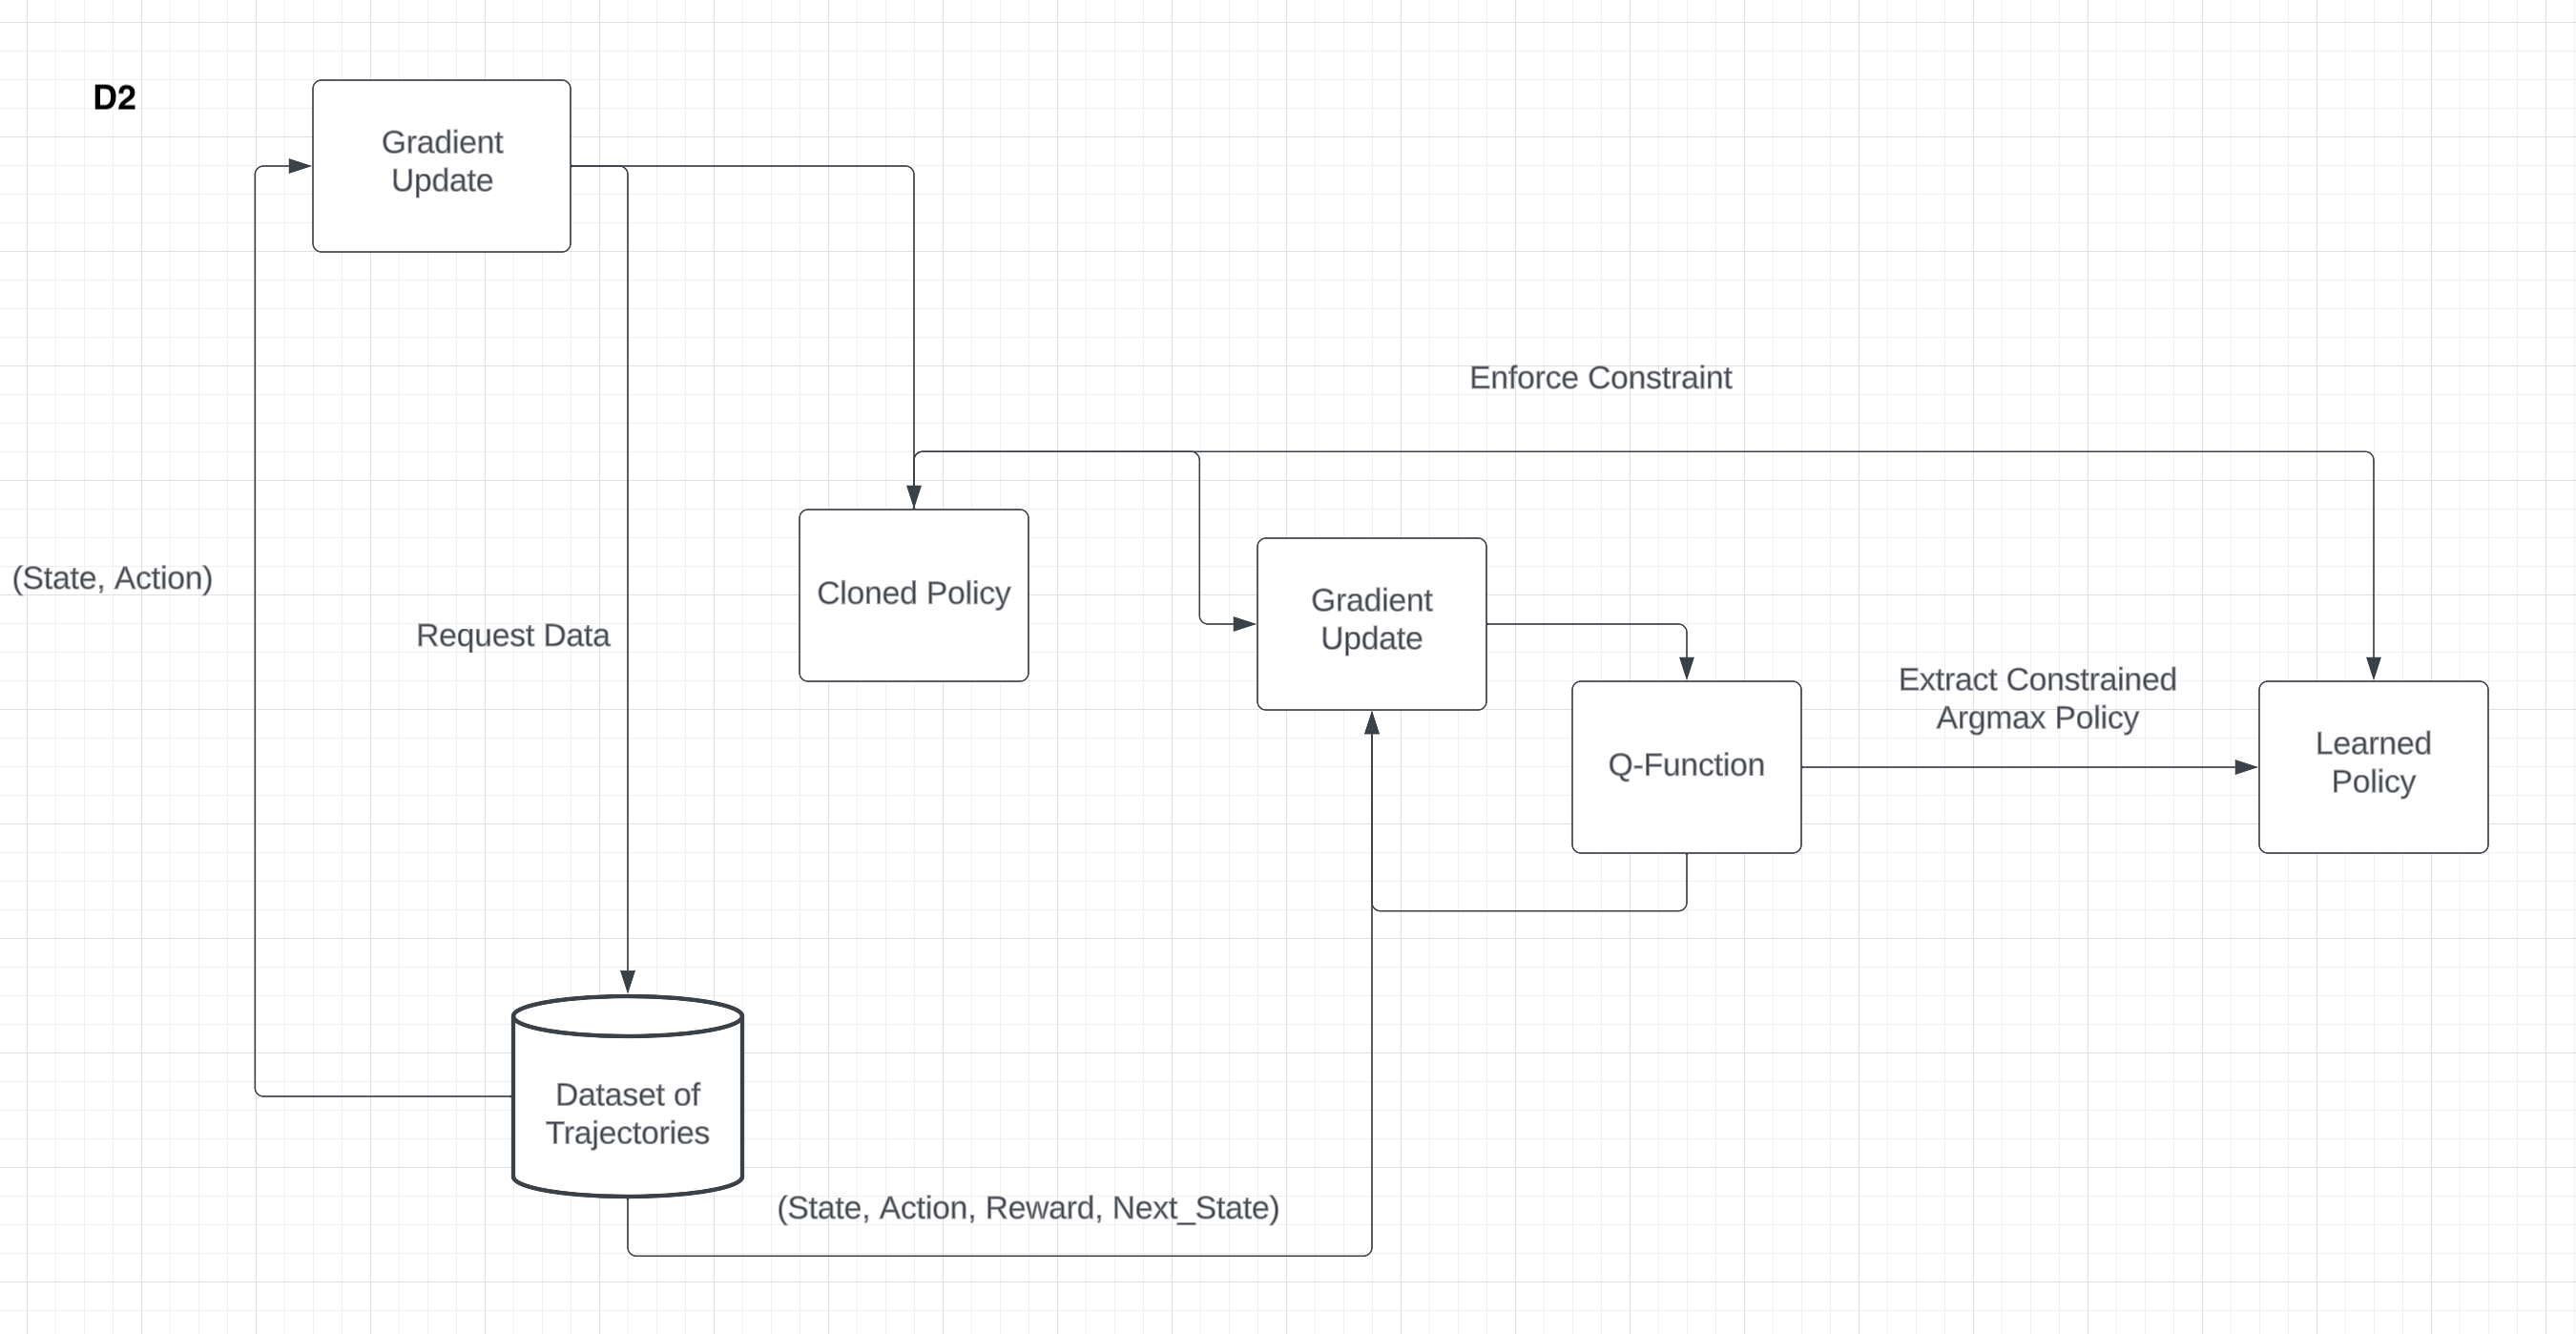 D2
Gradient
Update
Enforce Constraint
(State, Action)
Request Data
Cloned Policy
Gradient
Update
Extract Constrained
Argmax Policy
Q-Function
Learned
Policy
Dataset of
Trajectories
(State, Action, Reward, Next_State)